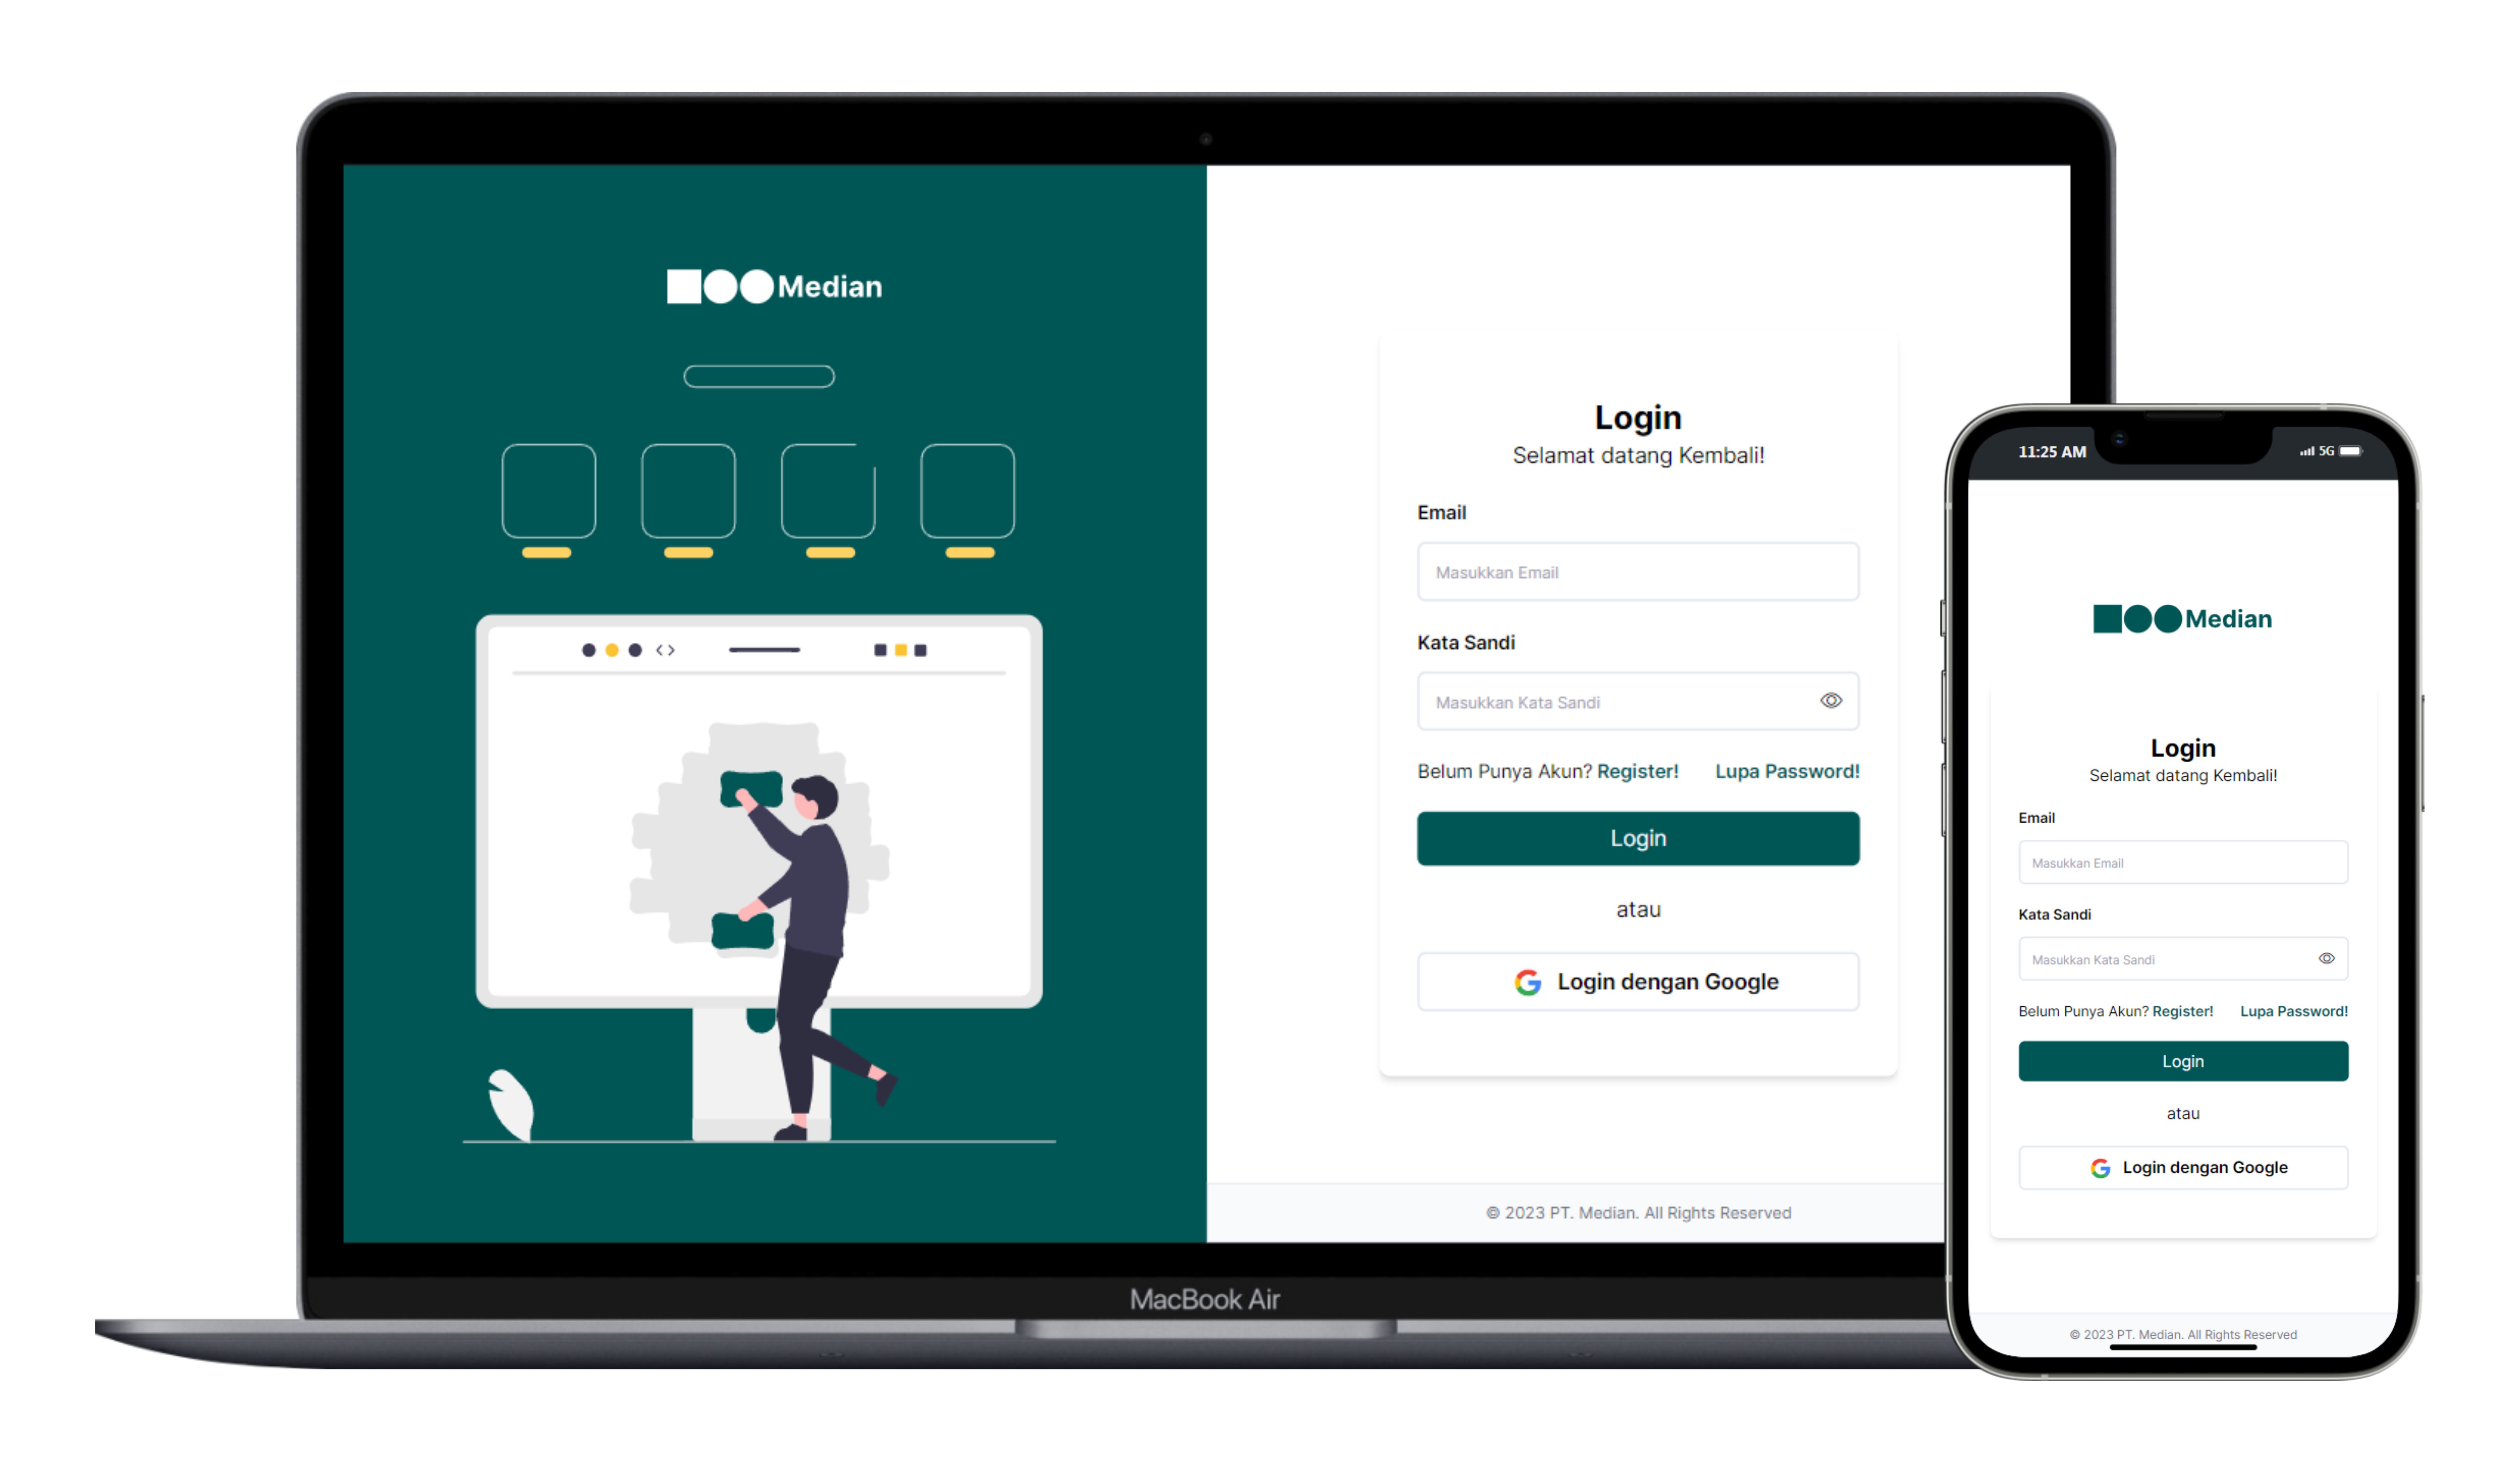 Median
Login
Selamat datang Kembali!
Email
Masukkan Email
Kata Sandi
Masukkan Kata Sandi
Belum Punya Akun? Register! Lupa Password!
Login
atau
Login dengan Google
© 2023 PT. Median. All Rights Reserved
MacBook Air
11:25 AM 5G
Median
Login
Selamat datang Kembali!
Email
Masukkan Email
Kata Sandi
Masukkan Kata Sandi
Belum Punya Akun? Register! Lupa Password!
Login
atau
Login dengan Google
© 2023 PT. Median. All Rights Reserved